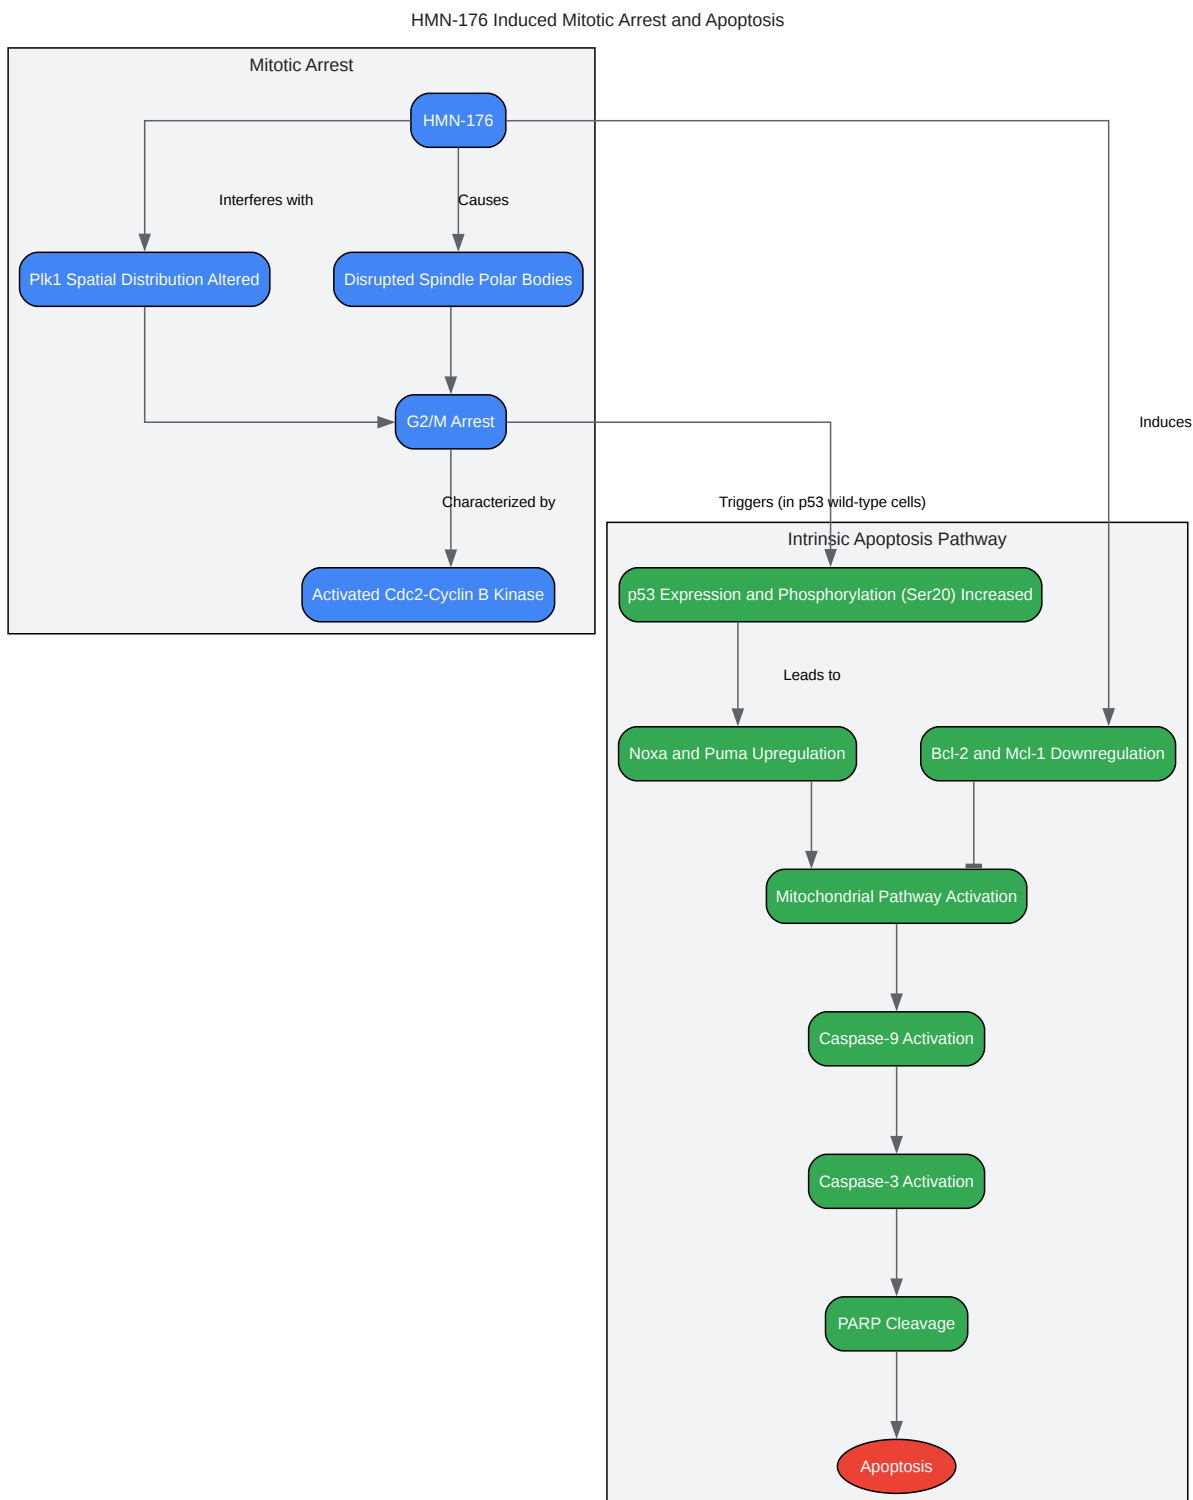 HMN-176 Induced Mitotic Arrest and Apoptosis
Mitotic Arrest
HMN-176
Interferes with
Causes
Plk1 Spatial Distribution Altered
Disrupted Spindle Polar Bodies
G2/M Arrest
Induces
Characterized by
Triggers (in p53 wild-type cells)
Intrinsic Apoptosis Pathway
Activated Cdc2-Cyclin B Kinase
p53 Expression and Phosphorylation (Ser20) Increased
Leads to
Noxa and Puma Upregulation
Bcl-2 and Mcl-1 Downregulation
Mitochondrial Pathway Activation
Caspase-9 Activation
Caspase-3 Activation
PARP Cleavage
Apoptosis